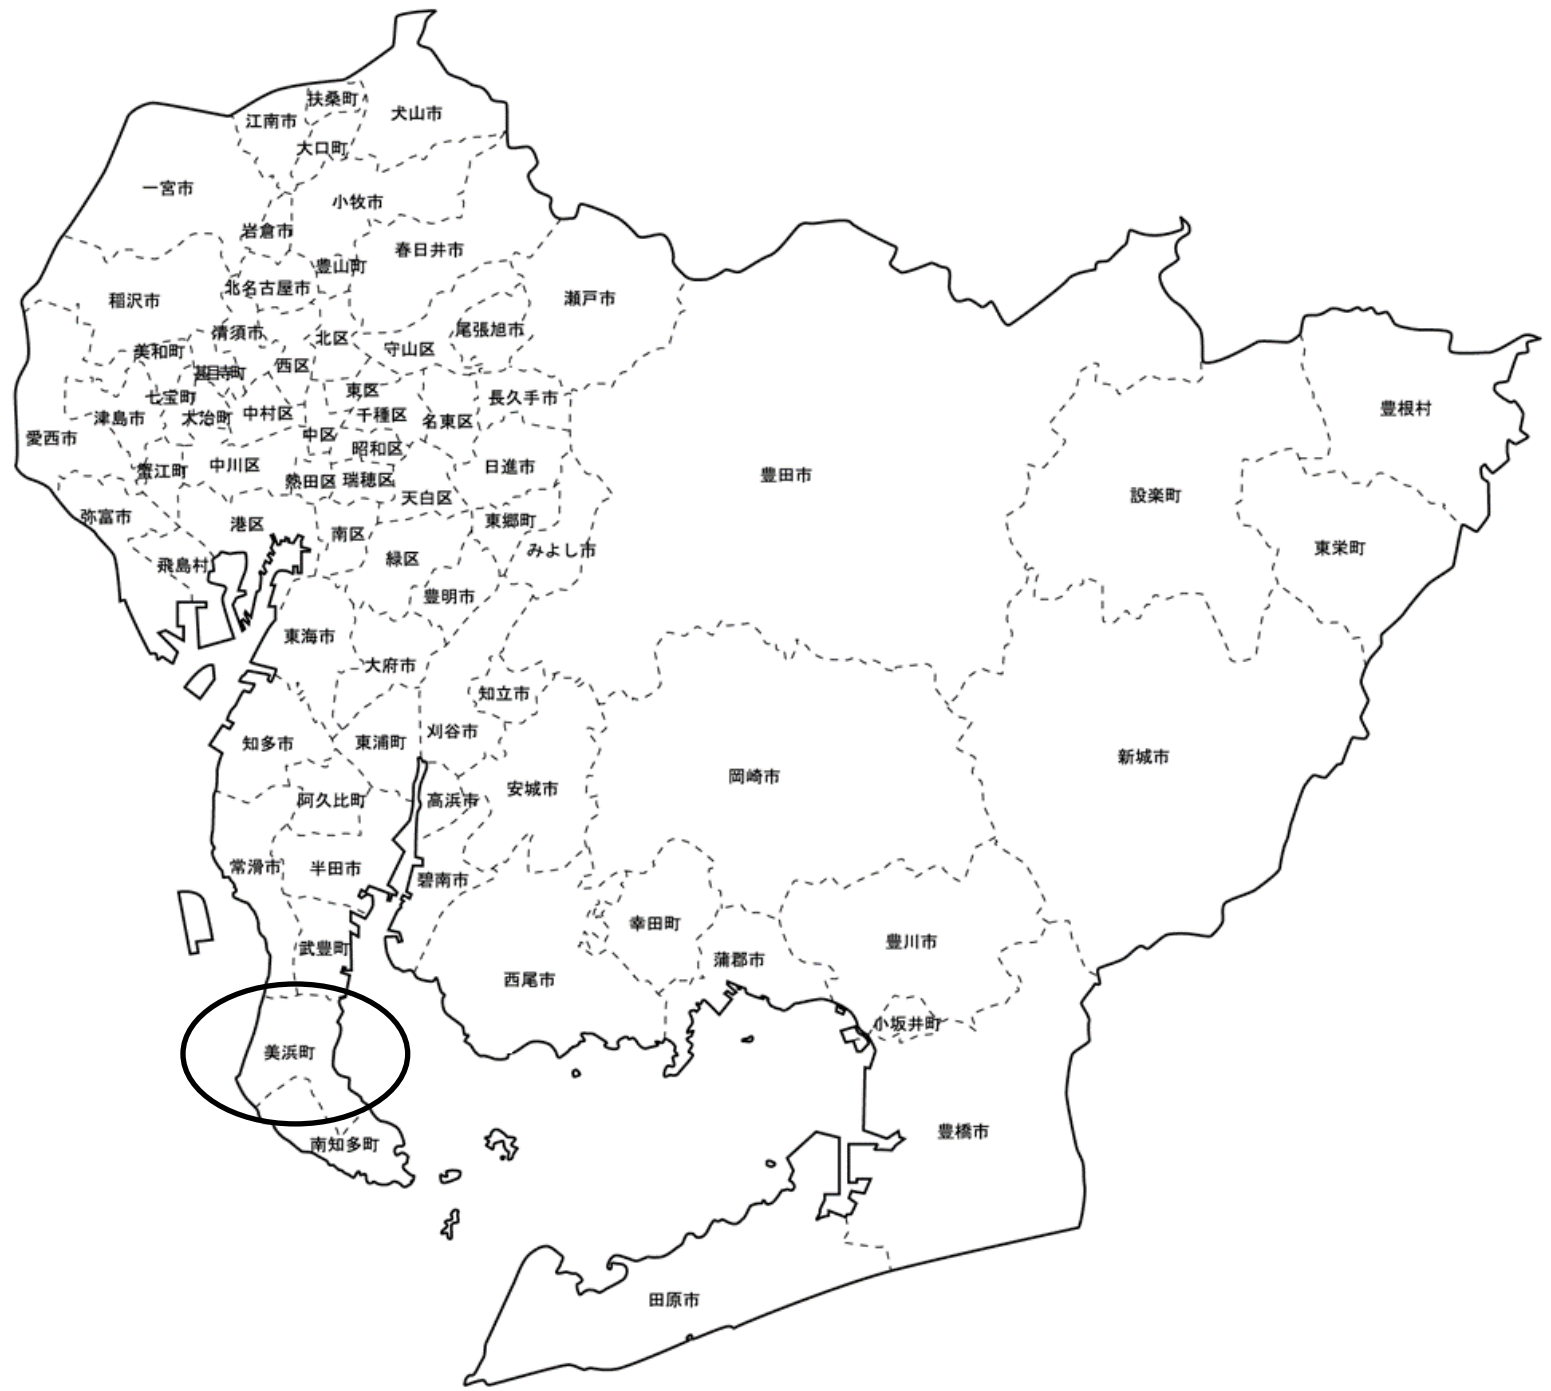 扶桑町
犬山市
江南市
大口町
一宮市
小牧市
岩倉市
春日井市
豊山町
北名古屋市
稲沢市
瀬戸市
清須市
尾張旭市
北区
守山区
美和町
西区
甚目寺町
東区
七宝町
長久手市
豊根村
中村区
千種区
津島市
大治町
名東区
中区
愛西市
昭和区
中川区
日進市
蟹江町
豊田市
熱田区
瑞穂区
設楽町
天白区
弥富市
港区
東郷町
南区
みよし市
東栄町
緑区
飛島村
豊明市
東海市
大府市
知立市
刈谷市
知多市
東浦町
新城市
岡崎市
安城市
阿久比町
高浜市
常滑市
半田市
碧南市
幸田町
豊川市
武豊町
蒲郡市
西尾市
小坂井町
美浜町
豊橋市
南知多町
田原市